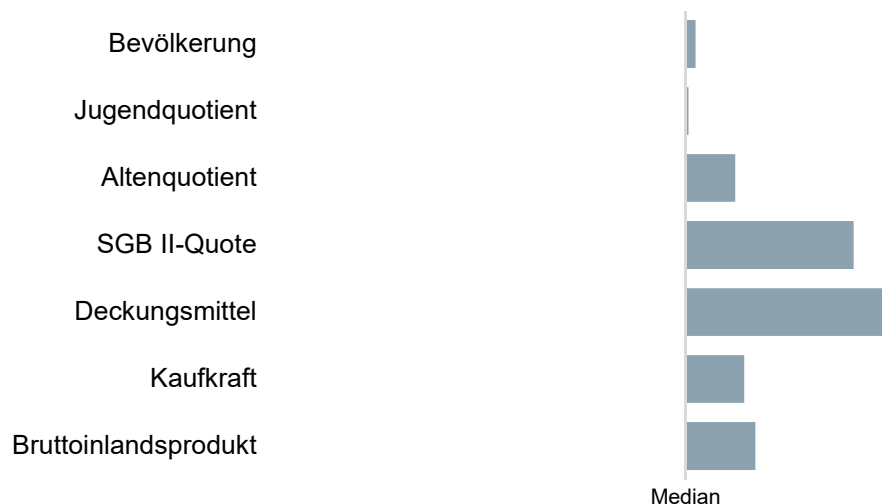 Bevölkerung
Jugendquotient
Altenquotient
SGB II-Quote
Deckungsmittel
Kaufkraft
Bruttoinlandsprodukt
Median